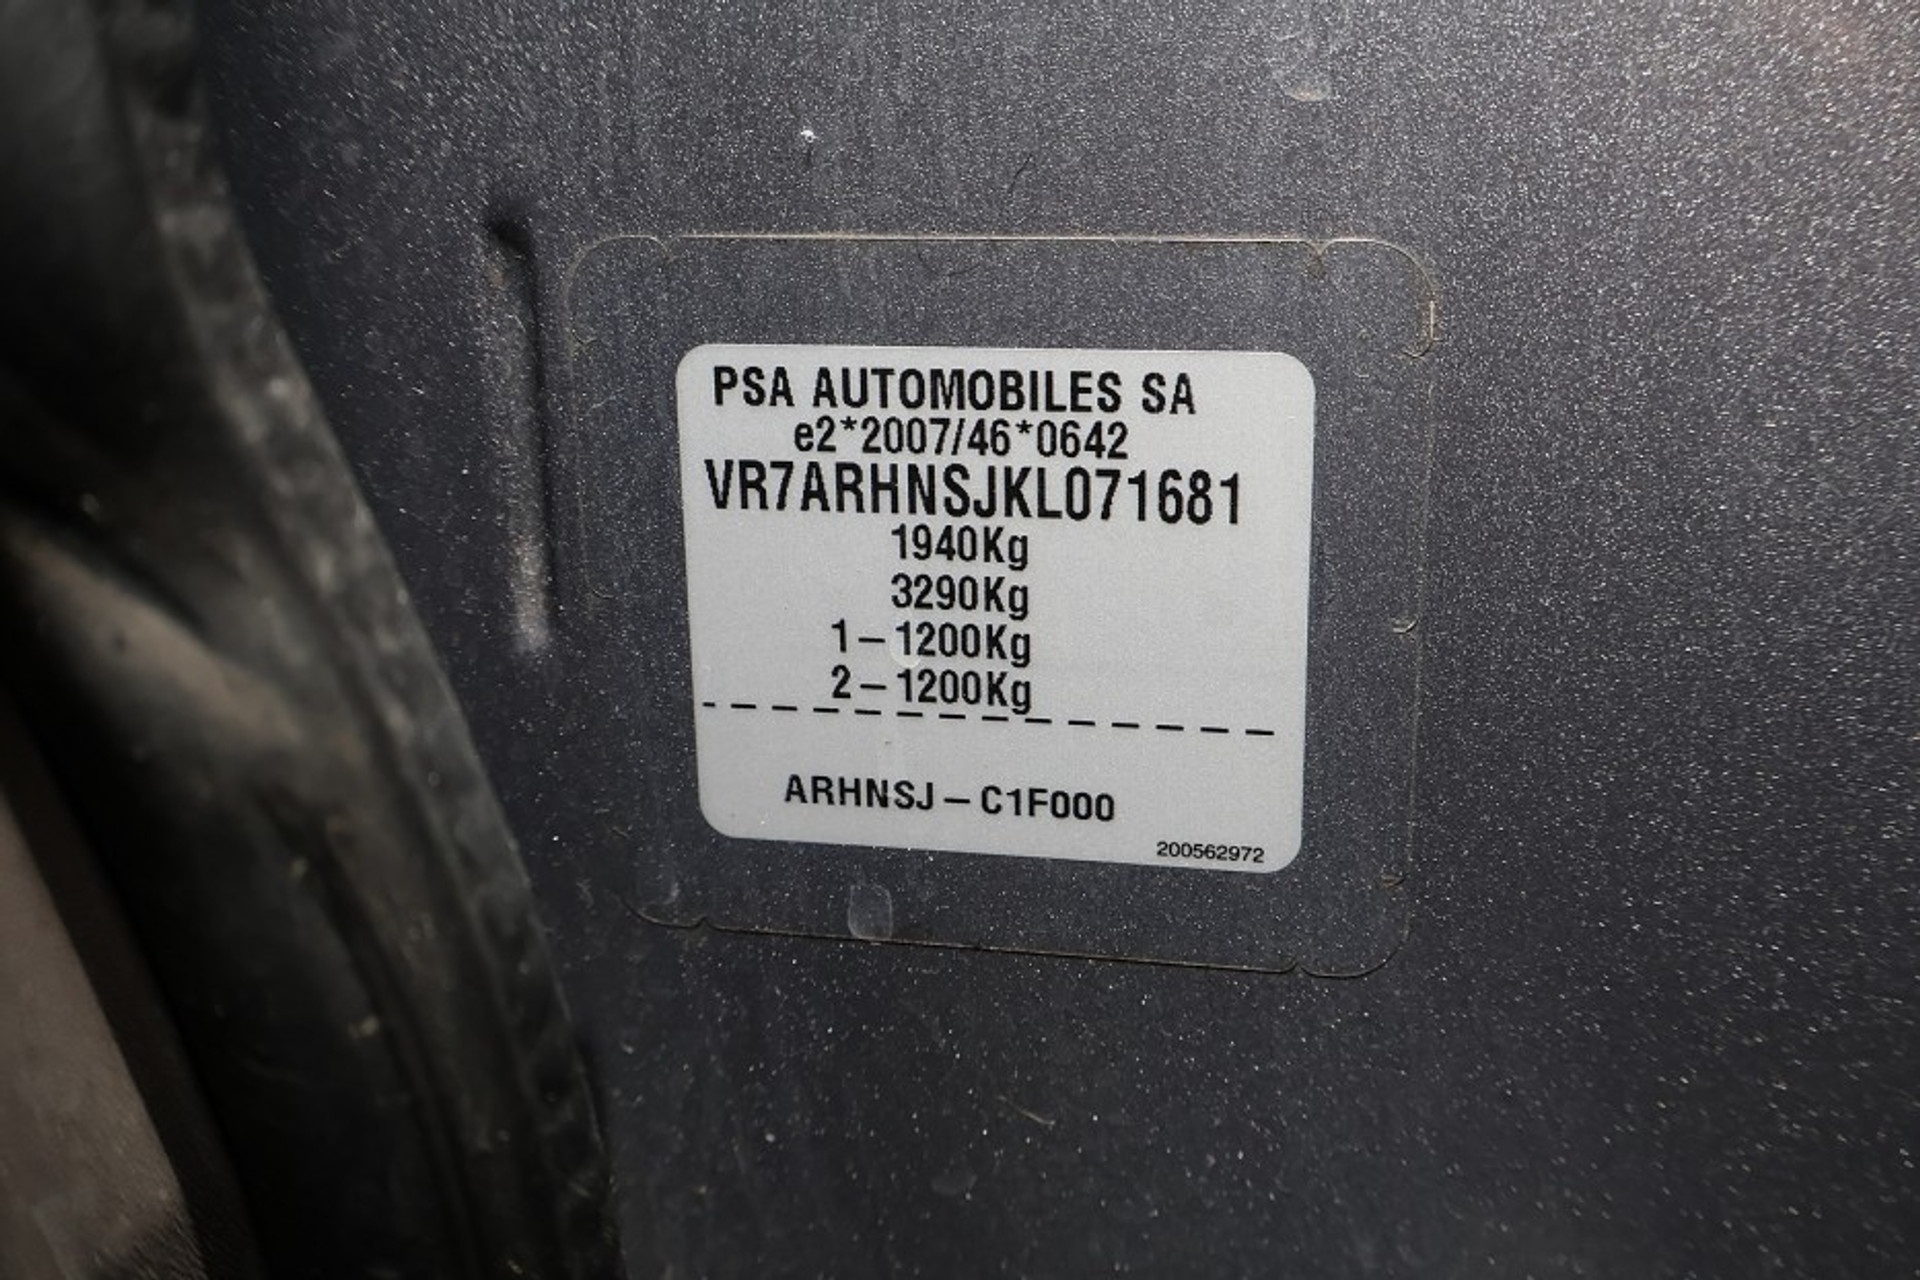 PSA AUTOMOBILES SA
e2*2007/46*0642
VR7ARHNSJKL071681
1940Kg
3290Kg
1–1200Kg
2–1200Kg
ARHNSJ–C1F000
200562972